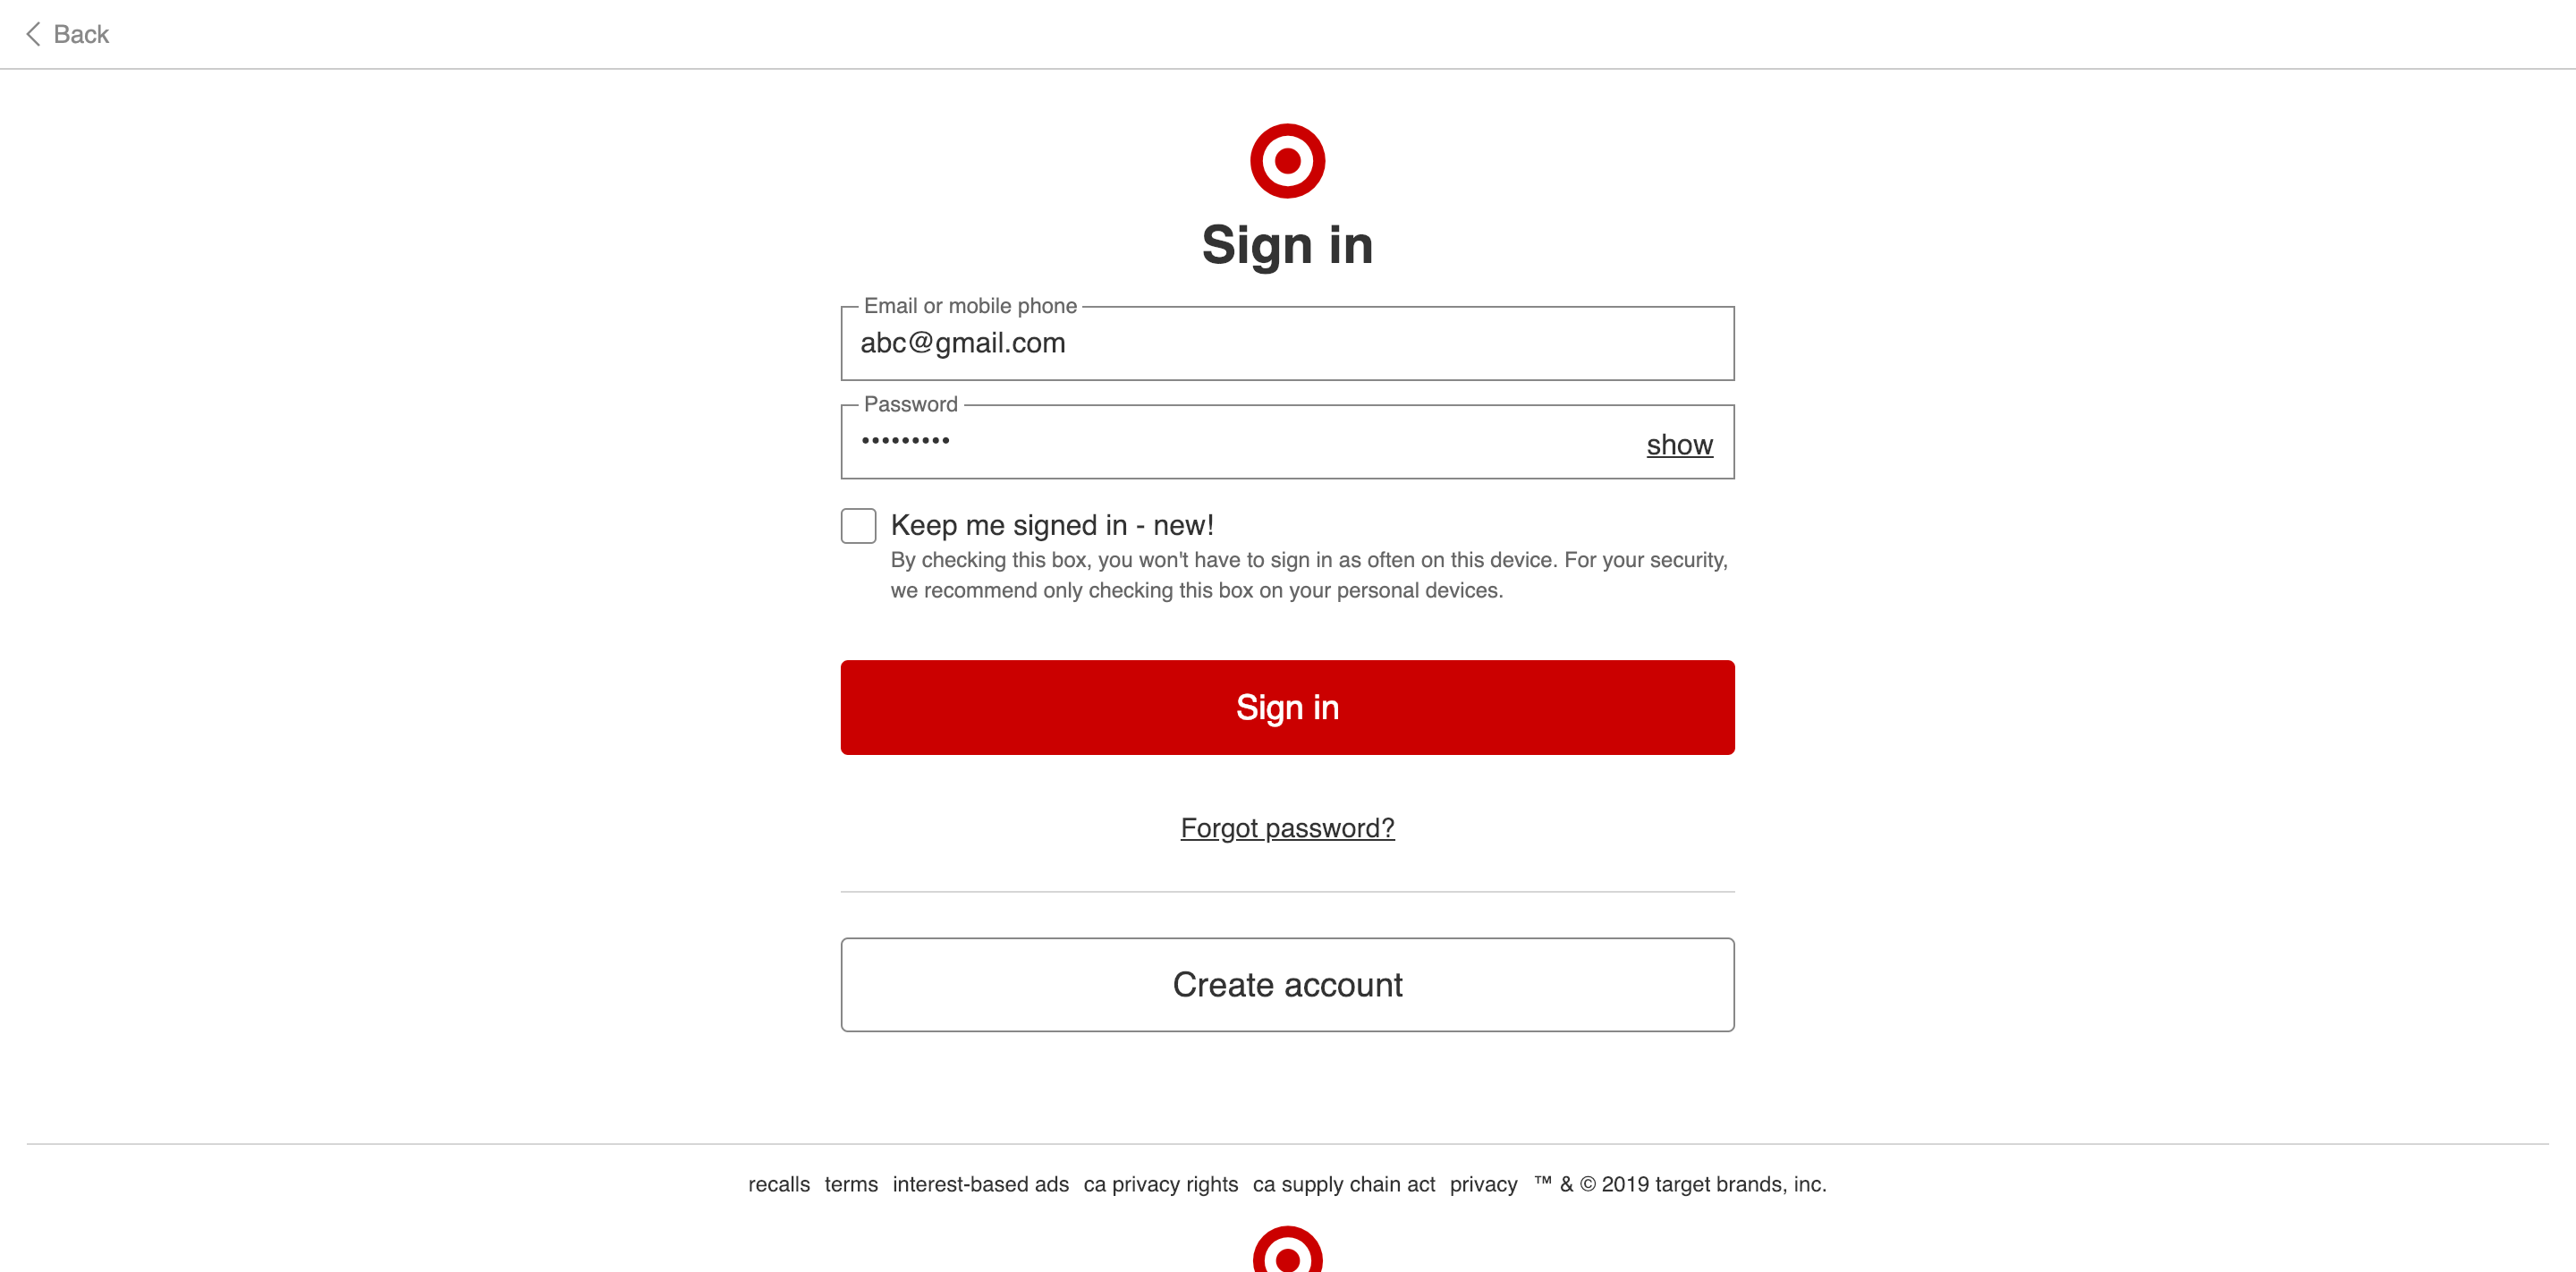 Back
Sign in
Email or mobile phone
abc@gmail.com
Password
•••••••••
show
Keep me signed in - new!
By checking this box, you won't have to sign in as often on this device. For your security,
we recommend only checking this box on your personal devices.
Sign in
Forgot password?
Create account
recalls terms interest-based ads ca privacy rights ca supply chain act privacy ™ & © 2019 target brands, inc.